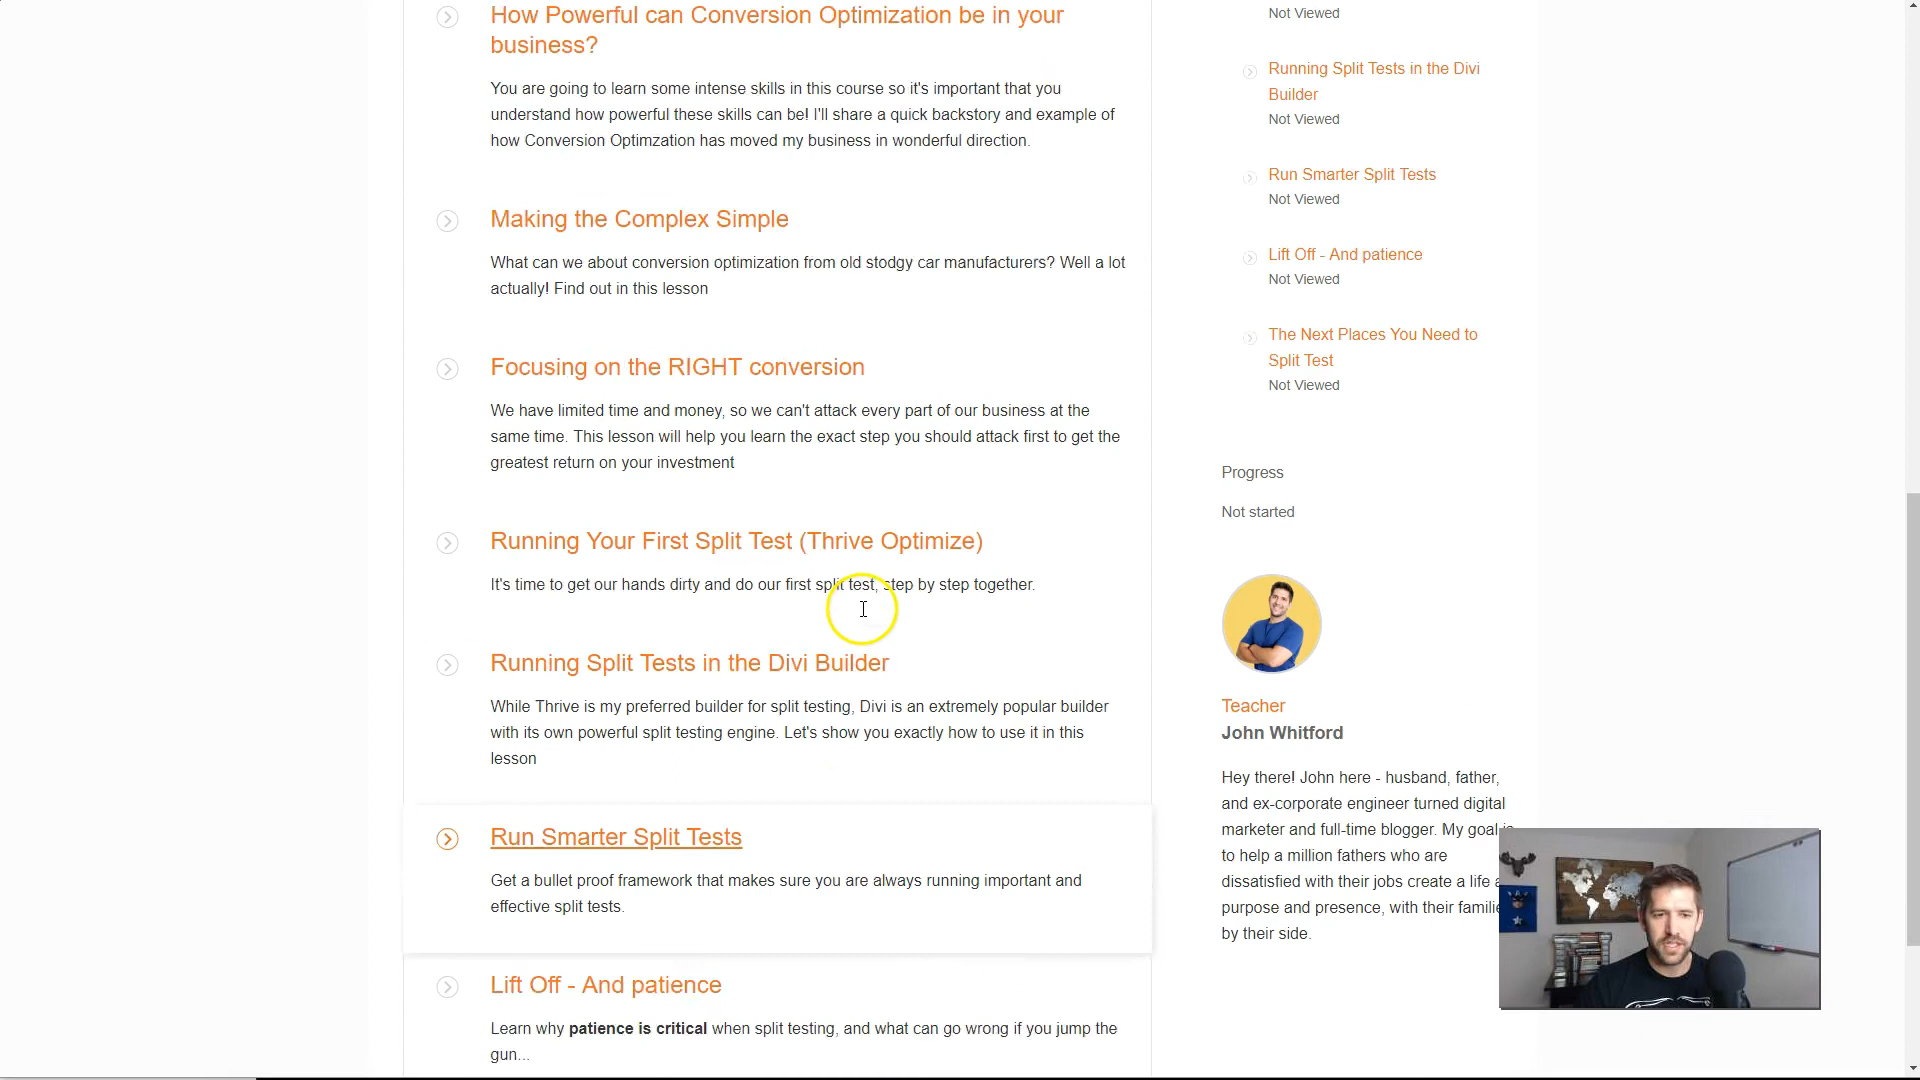 How Powerful can Conversion Optimization be in your
business?
You are going to learn some intense skills in this course so it's important that you
understand how powerful these skills can be! I'll share a quick backstory and example of
how Conversion Optimzation has moved my business in wonderful direction.
Making the Complex Simple
What can we about conversion optimization from old stodgy car manufacturers? Well a lot
actually! Find out in this lesson
Focusing on the RIGHT conversion
We have limited time and money, so we can't attack every part of our business at the
same time. This lesson will help you learn the exact step you should attack first to get the
greatest return on your investment
Running Your First Split Test (Thrive Optimize)
It's time to get our hands dirty and do our first split test, step by step together.
Running Split Tests in the Divi Builder
While Thrive is my preferred builder for split testing, Divi is an extremely popular builder
with its own powerful split testing engine. Let's show you exactly how to use it in this
lesson
Run Smarter Split Tests
Get a bullet proof framework that makes sure you are always running important and
effective split tests.
Lift Off - And patience
Learn why patience is critical when split testing, and what can go wrong if you jump the
gun...
Not Viewed
Running Split Tests in the Divi
Builder
Not Viewed
Run Smarter Split Tests
Not Viewed
Lift Off - And patience
Not Viewed
The Next Places You Need to
Split Test
Not Viewed
Progress
Not started
Teacher
John Whitford
Hey there! John here - husband, father,
and ex-corporate engineer turned digital
marketer and full-time blogger. My goal is
to help a million fathers who are
dissatisfied with their jobs create a life
purpose and presence, with their
by their side.